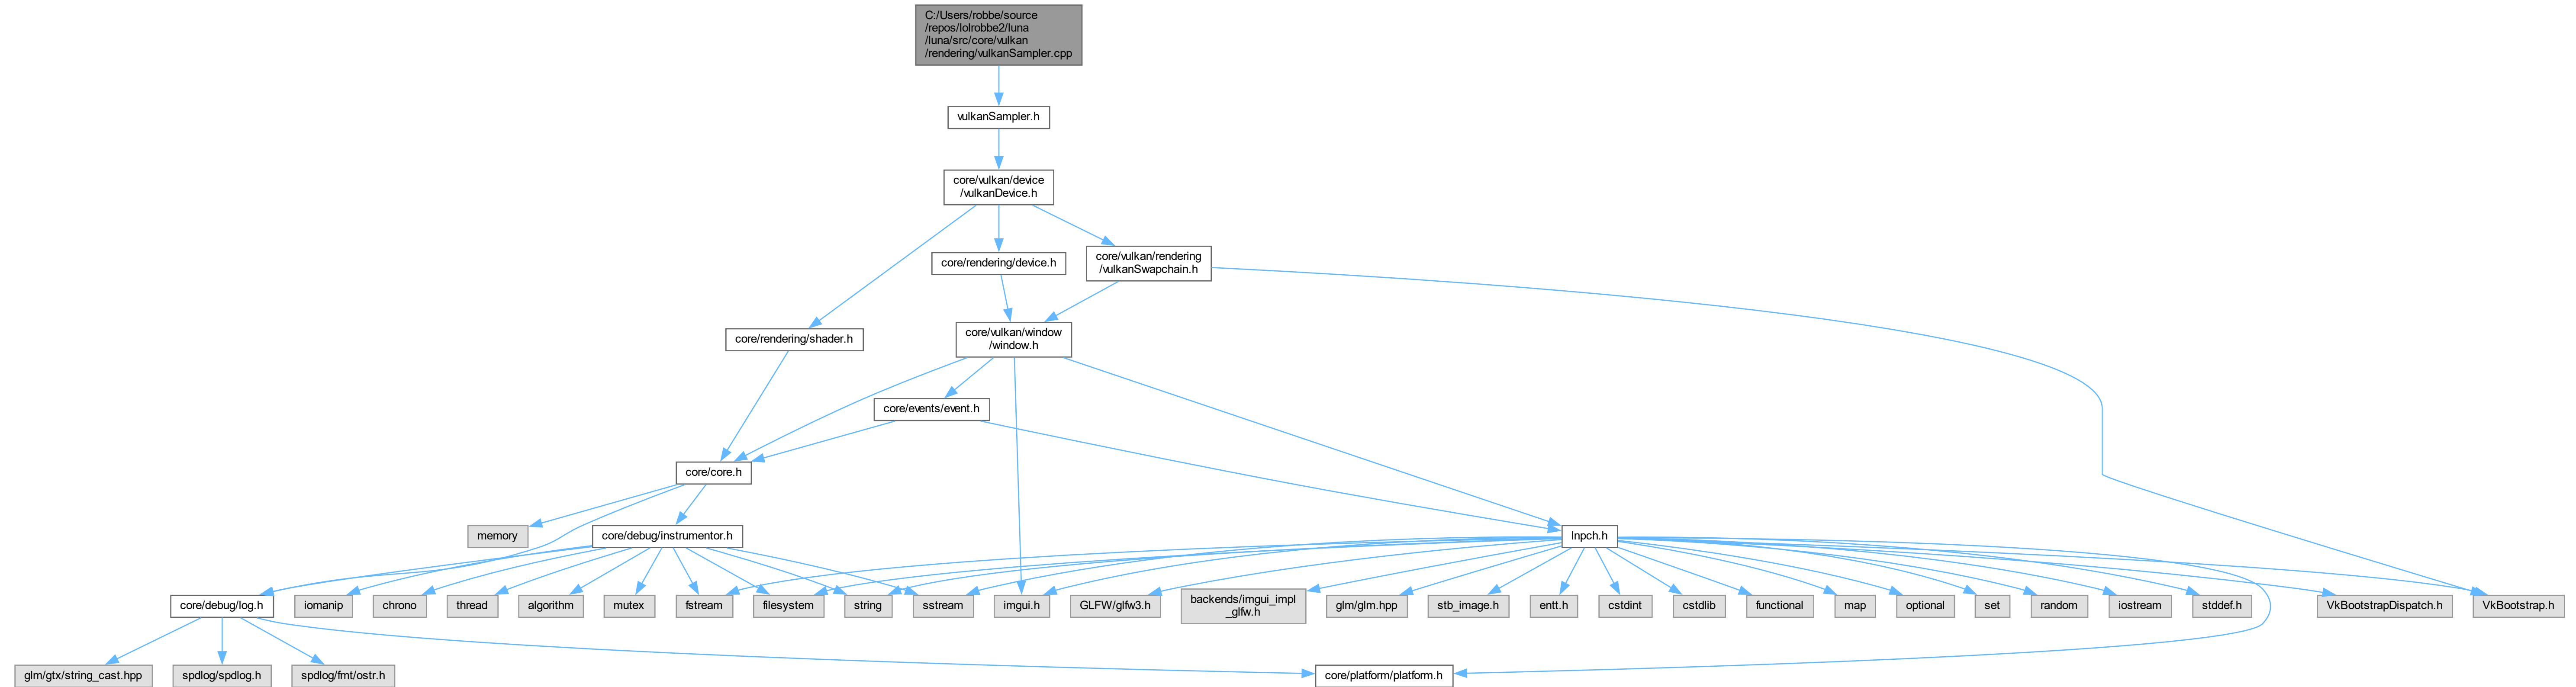 C:/Users/robbe/source
/repos/lolrobbe2/luna
/luna/src/core/vulkan
/rendering/vulkanSampler.cpp
vulkanSampler.h
core/vulkan/device
/vulkanDevice.h
core/rendering/device.h
core/vulkan/rendering
/vulkanSwapchain.h
core/rendering/shader.h
core/vulkan/window
/window.h
core/events/event.h
core/core.h
memory
core/debug/instrumentor.h
lnpch.h
core/debug/log.h
iomanip
chrono
thread
algorithm
mutex
fstream
filesystem
string
sstream
imgui.h
GLFW/glfw3.h
backends/imgui_impl
_glfw.h
glm/glm.hpp
stb_image.h
entt.h
cstdint
cstdlib
functional
map
optional
set
random
iostream
stddef.h
VkBootstrapDispatch.h
VkBootstrap.h
glm/gtx/string_cast.hpp
spdlog/spdlog.h
spdlog/fmt/ostr.h
core/platform/platform.h